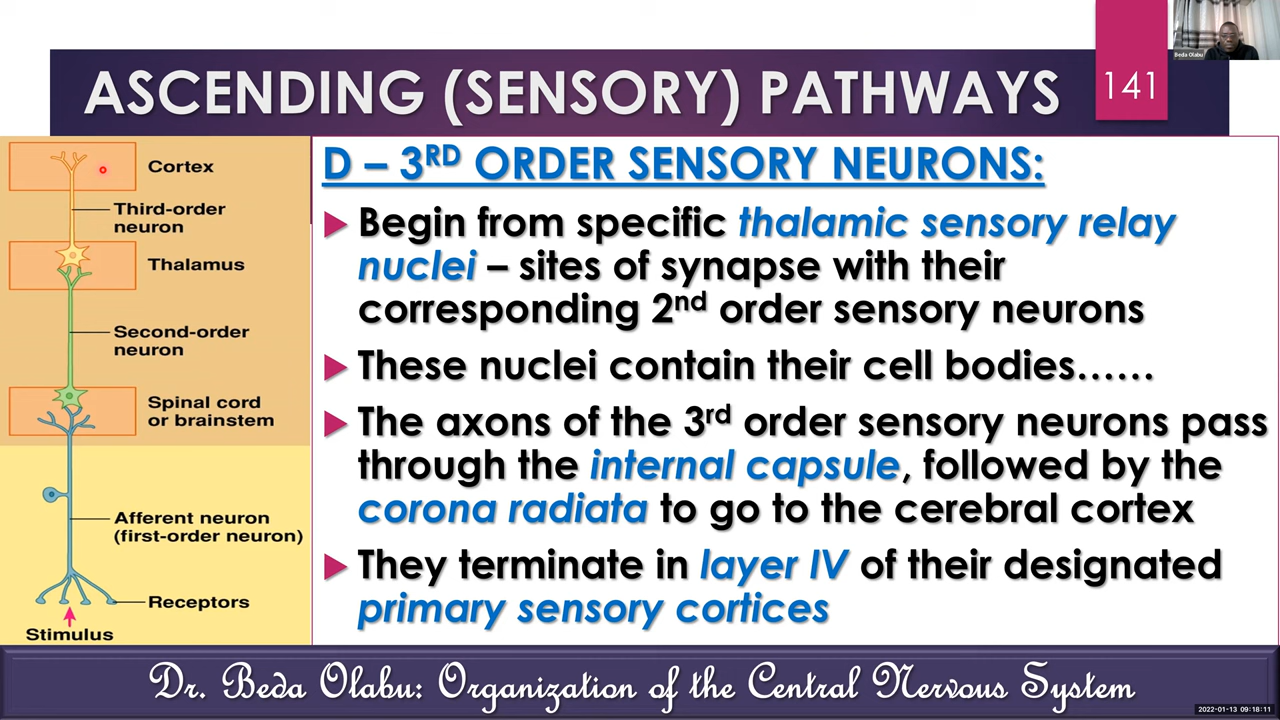 Beda Olabu
ASCENDING (SENSORY) PATHWAYS
141
Cortex
Third-order
neuron
Thalamus
Second-order
neuron
Spinal cord
or brainstem
Afferent neuron
(first-order neuron)
Receptors
Stimulus
D – 3RD ORDER SENSORY NEURONS:
Begin from specific thalamic sensory relay
nuclei – sites of synapse with their
corresponding 2nd order sensory neurons
These nuclei contain their cell bodies……
The axons of the 3rd order sensory neurons pass
through the internal capsule, followed by the
corona radiata to go to the cerebral cortex
They terminate in layer IV of their designated
primary sensory cortices
Dr. Beda Olabu: Organization of the Central Nervous System
2022-01-13 09:18:11